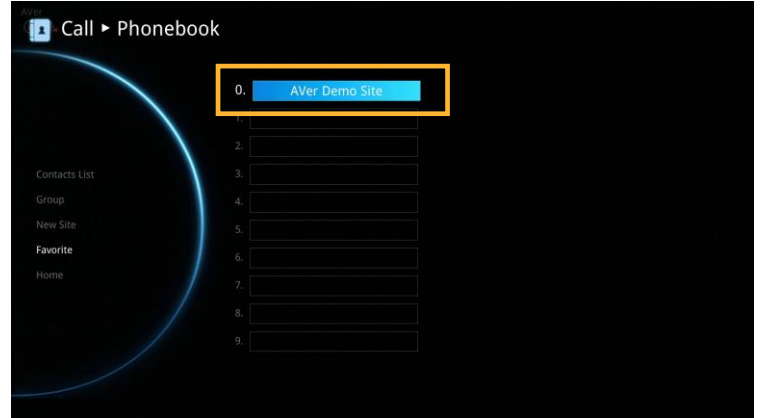 AVer
Call ▸ Phonebook
0. AVer Demo Site
1.
2.
3.
4.
5.
6.
7.
8.
9.
Contacts List
Group
New Site
Favorite
Home